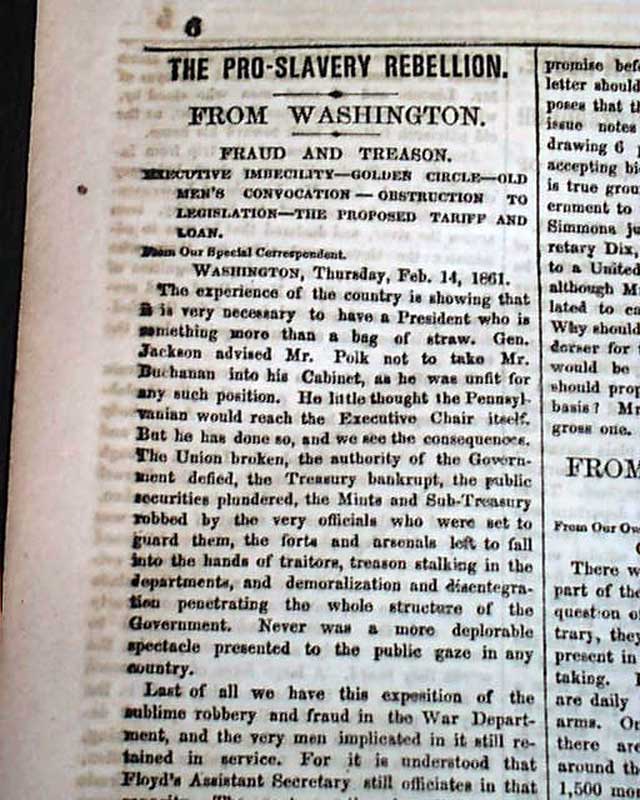 6
THE PRO-SLAVERY REBELLION.
FROM WASHINGTON.
FRAUD AND TREASON.
EXECUTIVE IMBECILITY—GOLDEN CIRCLE—OLD
MEN'S CONVOCATION—OBSTRUCTION TO
LEGISLATION—THE PROPOSED TARIFF AND
LOAN.
From Our Special Correspondent.
WASHINGTON, Thursday, Feb. 14, 1861.
The experience of the country is showing that
it is very necessary to have a President who is
something more than a bag of straw. Gen.
Jackson advised Mr. Polk not to take Mr.
Buchanan into his Cabinet, as he was unfit for
any such position. He little thought the Pennsyl-
vanian would reach the Executive Chair itself.
But he has done so, and we see the consequences.
The Union broken, the authority of the Govern-
ment defied, the Treasury bankrupt, the public
securities plundered, the Mints and Sub-Treasury
robbed by the very officials who were set to
guard them, the forts and arsenals left to fall
into the hands of traitors, treason stalking in the
departments, and demoralization and disintegra-
tion penetrating the whole structure of the
Government. Never was a more deplorable
spectacle presented to the public gaze in any
country.
Last of all we have this exposition of the
sublime robbery and fraud in the War Depart-
ment, and the very men implicated in it still re-
tained in service. For it is understood that
Floyd's Assistant Secretary still officiates in that
promise
letter should
poses that
issue notes
drawing 6
accepting
is true
ernment to
Simmons
retary Dix,
to a United
although
lated to
Why should
dorser for
would be
should
basis?
gross one.
FROM
From Our
There
part of the
question
trary, they
present in
taking.
are daily
arms.
there are
around
1,500